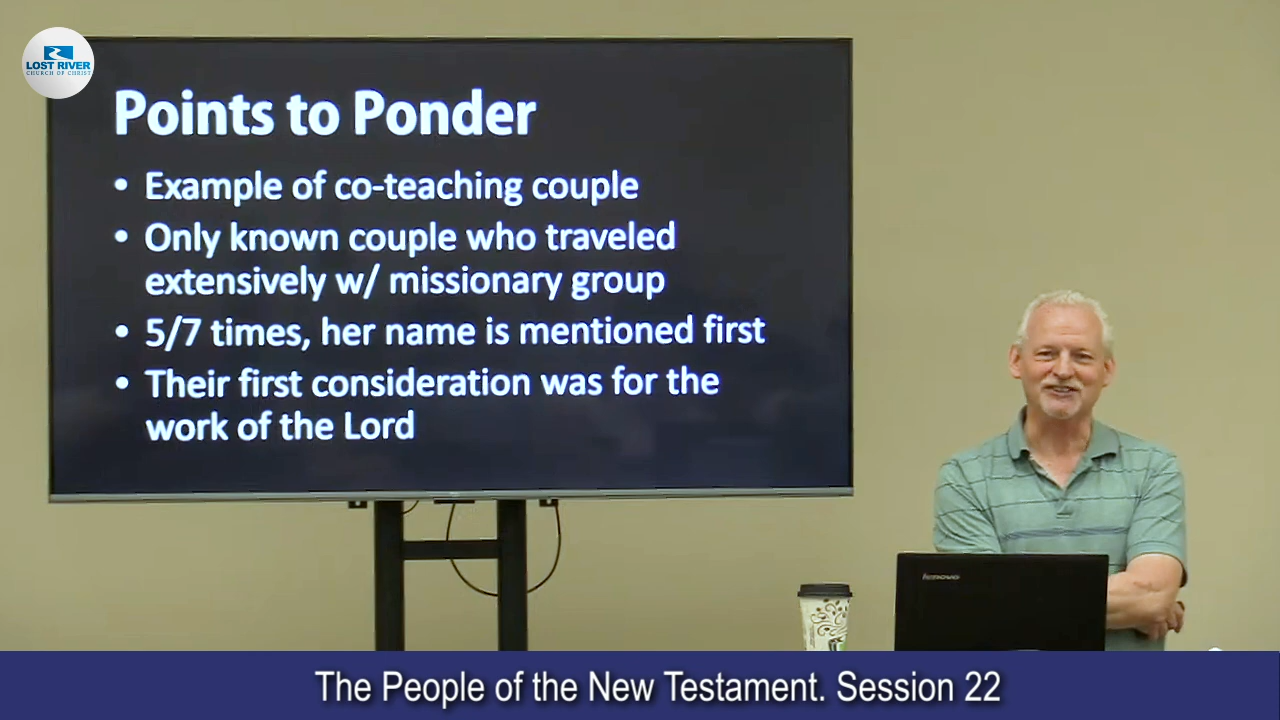 LOST RIVER
CHURCH OF CHRIST
Points to Ponder
• Example of co-teaching couple
• Only known couple who traveled
extensively w/ missionary group
• 5/7 times, her name is mentioned first
• Their first consideration was for the
work of the Lord
lenovo
The People of the New Testament. Session 22